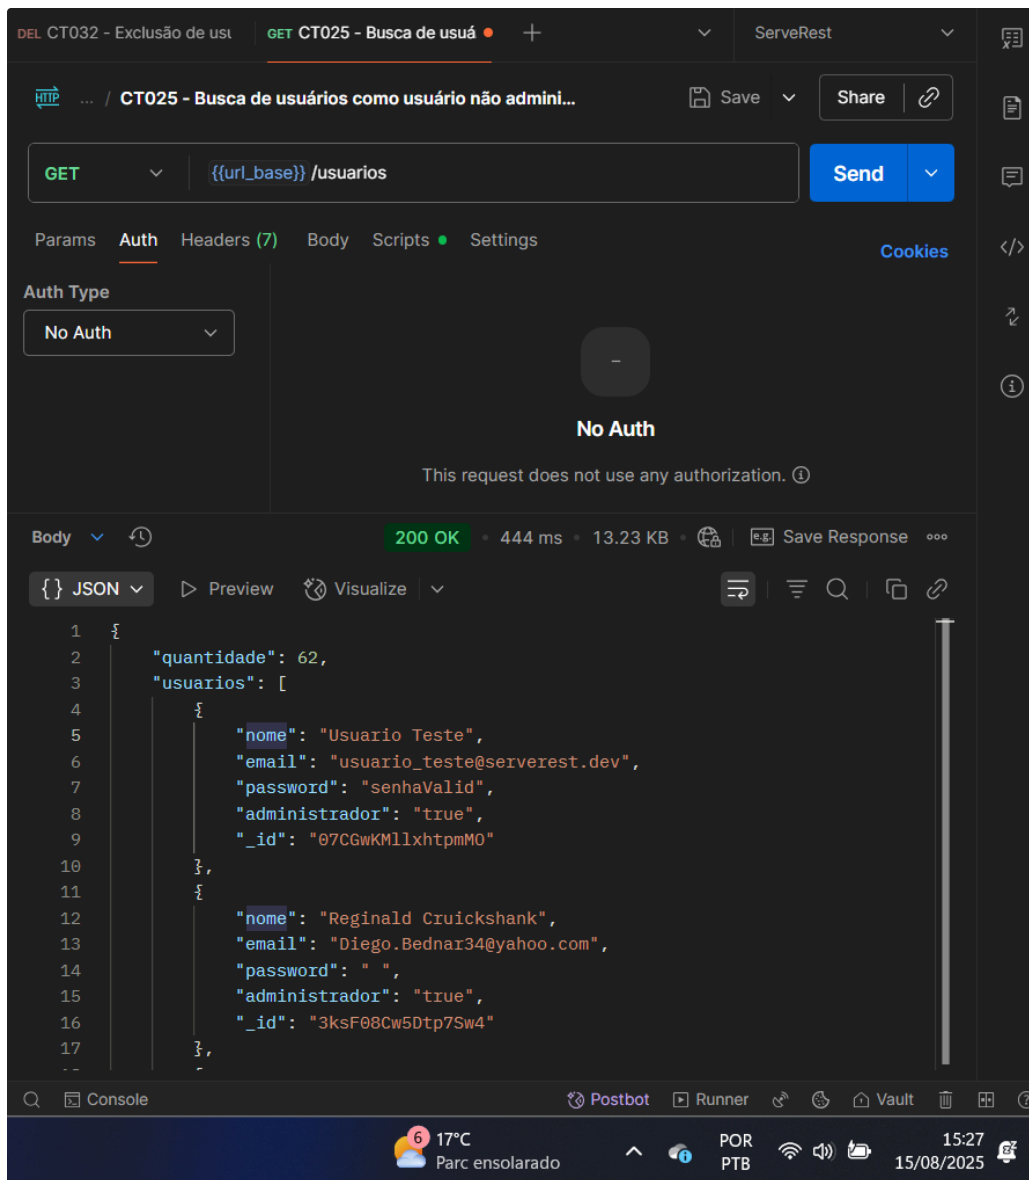 DEL CT032 - Exclusão de usu GET CT025 - Busca de usuá ServeRest
HTTP ... / CT025 - Busca de usuários como usuário não admini... Save Share
GET {{url_base}} /usuarios Send
Params Auth Headers (7) Body Scripts Settings Cookies
Auth Type
No Auth
No Auth
This request does not use any authorization.
Body 200 OK 444 ms 13.23 KB e.g. Save Response
{} JSON Preview Visualize
1 {
2 "quantidade": 62,
3 "usuarios": [
4 {
5 "nome": "Usuario Teste",
6 "email": "usuario_teste@serverest.dev",
7 "password": "senhaValid",
8 "administrador": "true",
9 "_id": "07CGwKMllxhtpmMO"
10 },
11 {
12 "nome": "Reginald Cruickshank",
13 "email": "Diego.Bednar34@yahoo.com",
14 "password": " ",
15 "administrador": "true",
16 "_id": "3ksF08Cw5Dtp7Sw4"
17 },
Console Postbot Runner Vault
6 17°C POR 15:27
Parc ensolarado PTB 15/08/2025